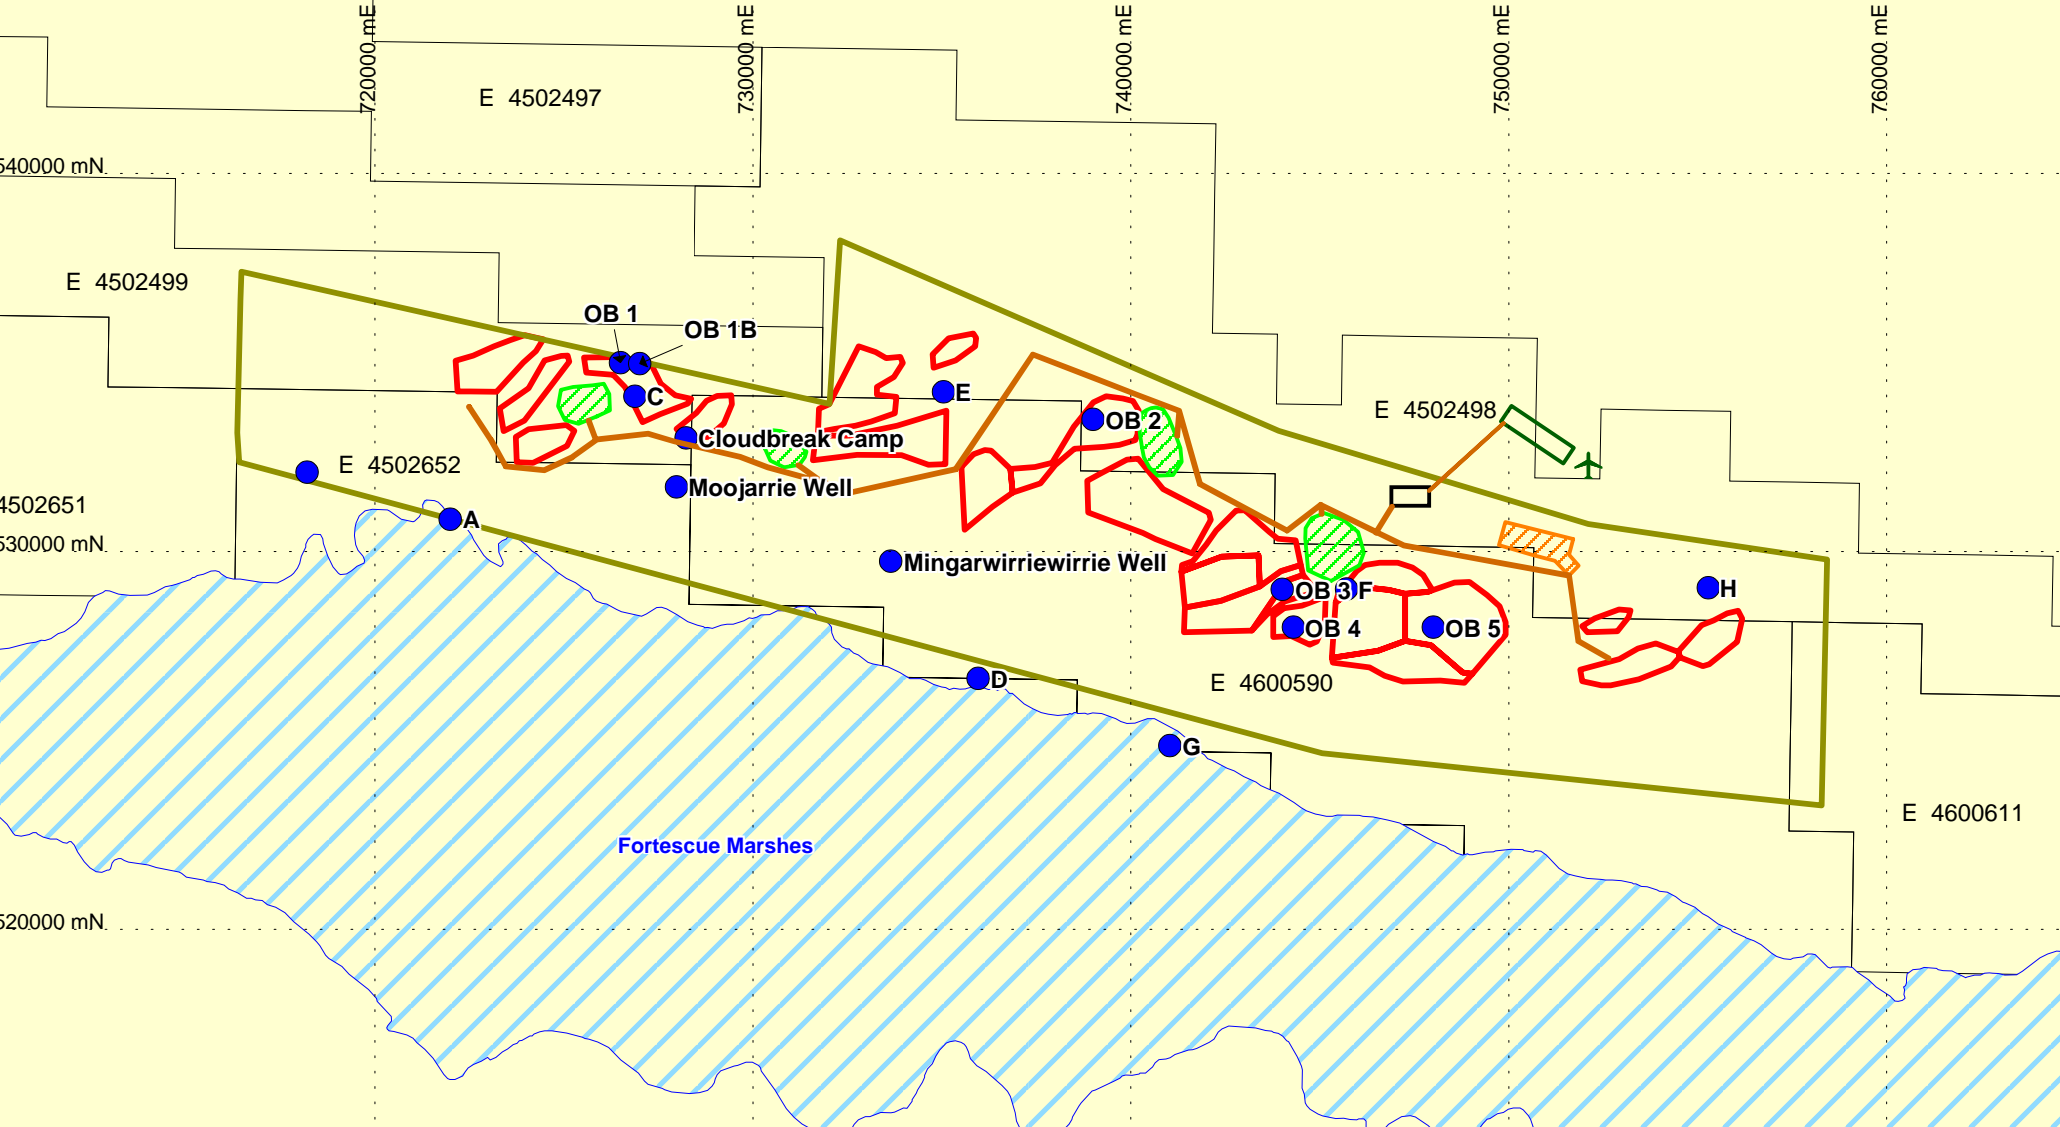 720000 mE
730000 mE
740000 mE
750000 mE
760000 mE
E 4502497
540000 mN
E 4502499
OB 1
OB 1B
C
E
E 4502498
OB 2
Cloudbreak Camp
E 4502652
Moojarrie Well
4502651
A
530000 mN
Mingarwirriewirrie Well
OB 3
F
H
OB 4
OB 5
D
E 4600590
G
E 4600611
Fortescue Marshes
520000 mN